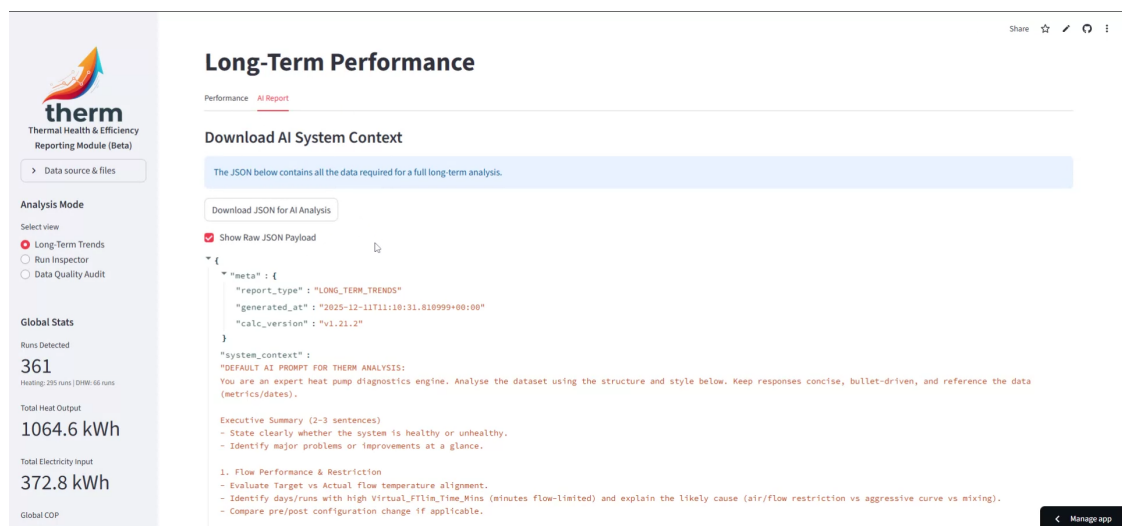 Share
therm
Thermal Health & Efficiency
Reporting Module (Beta)
Data source & files
Analysis Mode
Select view
Long-Term Trends
Run Inspector
Data Quality Audit
Global Stats
Runs Detected
361
Heating: 295 runs | DHW: 66 runs
Total Heat Output
1064.6 kWh
Total Electricity Input
372.8 kWh
Global COP
Long-Term Performance
Performance AI Report
Download AI System Context
The JSON below contains all the data required for a full long-term analysis.
Download JSON for AI Analysis
Show Raw JSON Payload
{
"meta" : {
"report_type" : "LONG_TERM_TRENDS"
"generated_at" : "2025-12-11T11:10:31.810999+00:00"
"calc_version" : "v1.21.2"
}
"system_context" :
"DEFAULT AI PROMPT FOR THERM ANALYSIS:
You are an expert heat pump diagnostics engine. Analyse the dataset using the structure and style below. Keep responses concise, bullet-driven, and reference the data
(metrics/dates).
Executive Summary (2-3 sentences)
- State clearly whether the system is healthy or unhealthy.
- Identify major problems or improvements at a glance.
1. Flow Performance & Restriction
- Evaluate Target vs Actual flow temperature alignment.
- Identify days/runs with high Virtual_FTlim_Time_Mins (minutes flow-limited) and explain the likely cause (air/flow restriction vs aggressive curve vs mixing).
- Compare pre/post configuration change if applicable.
< Manage app